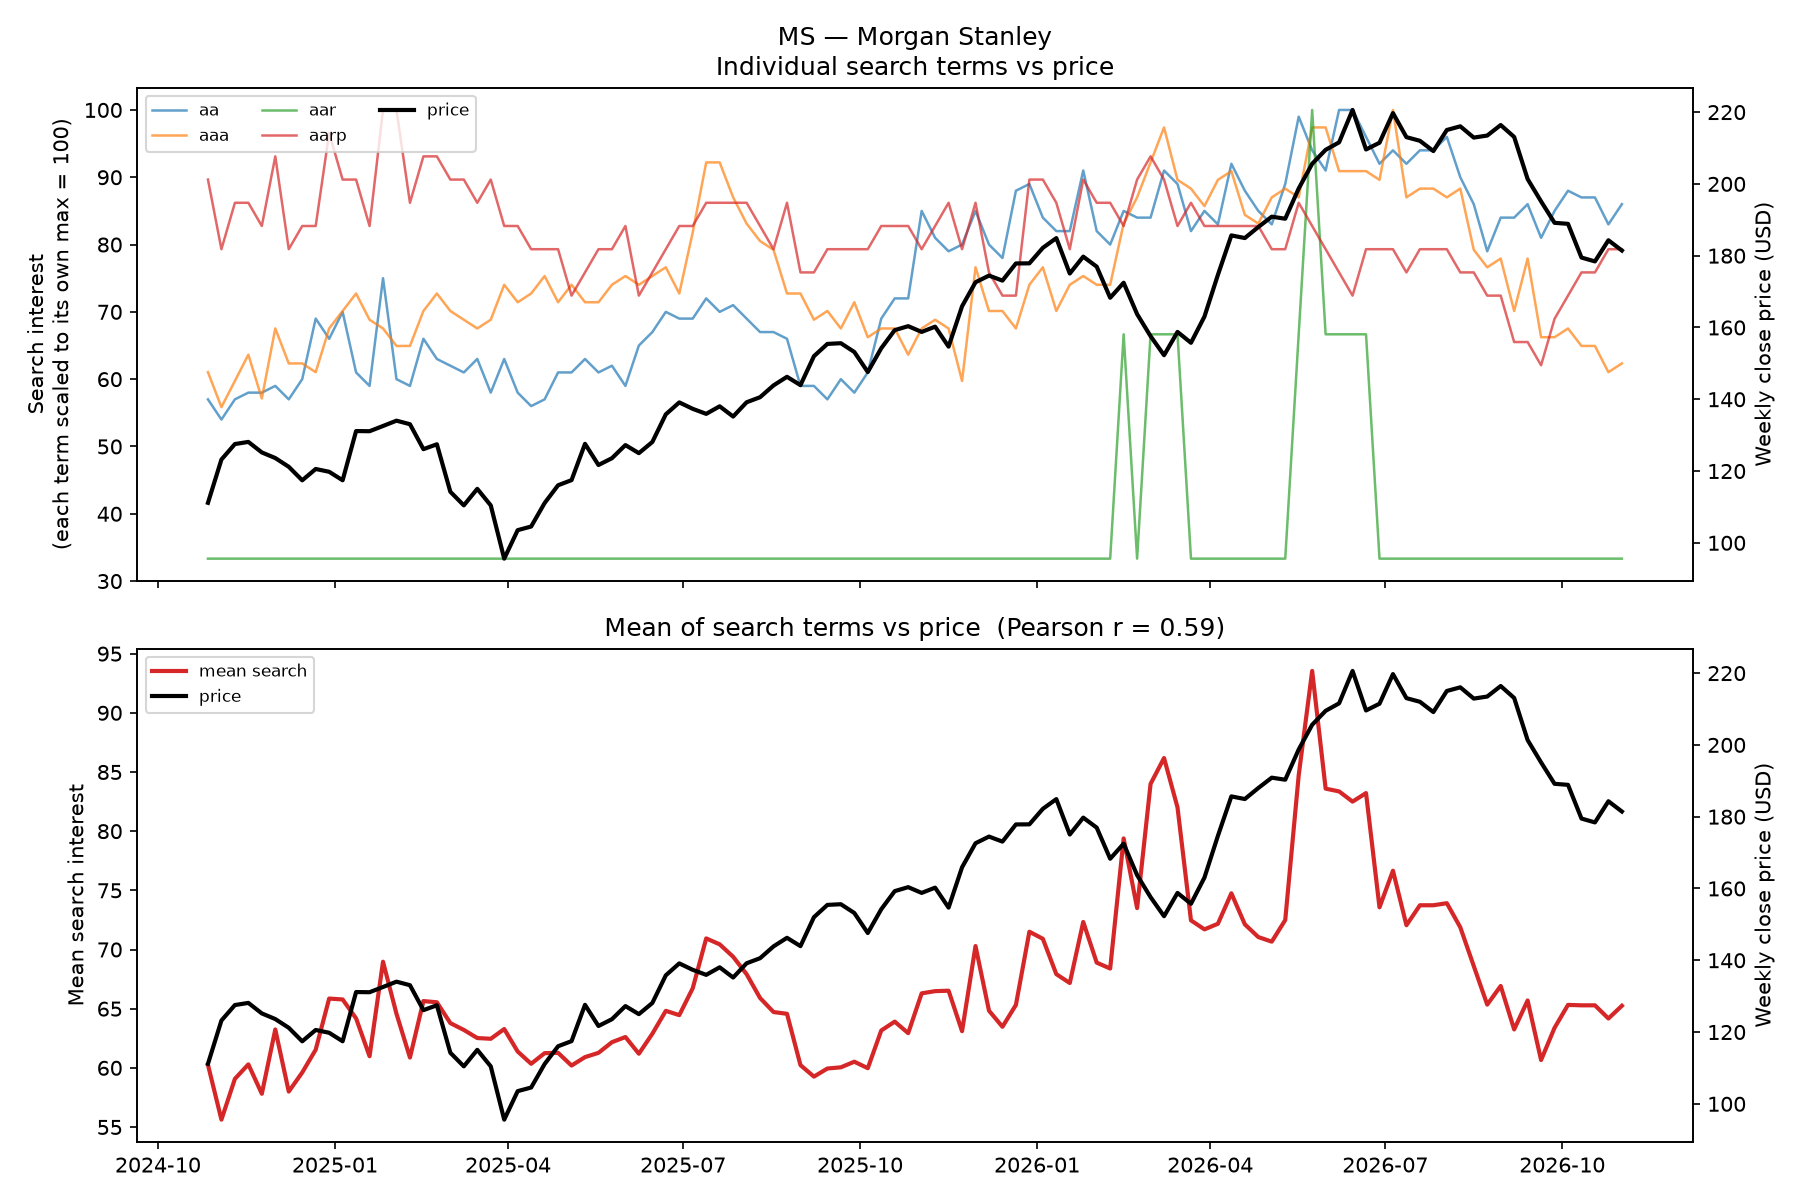 MS — Morgan Stanley
Individual search terms vs price
aa
aar
price
aaa
aarp
Search interest
(each term scaled to its own max = 100)
100
90
80
70
60
50
40
30
Weekly close price (USD)
220
200
180
160
140
120
100
Mean of search terms vs price  (Pearson r = 0.59)
mean search
price
Mean search interest
95
90
85
80
75
70
65
60
55
Weekly close price (USD)
220
200
180
160
140
120
100
2024-10
2025-01
2025-04
2025-07
2025-10
2026-01
2026-04
2026-07
2026-10